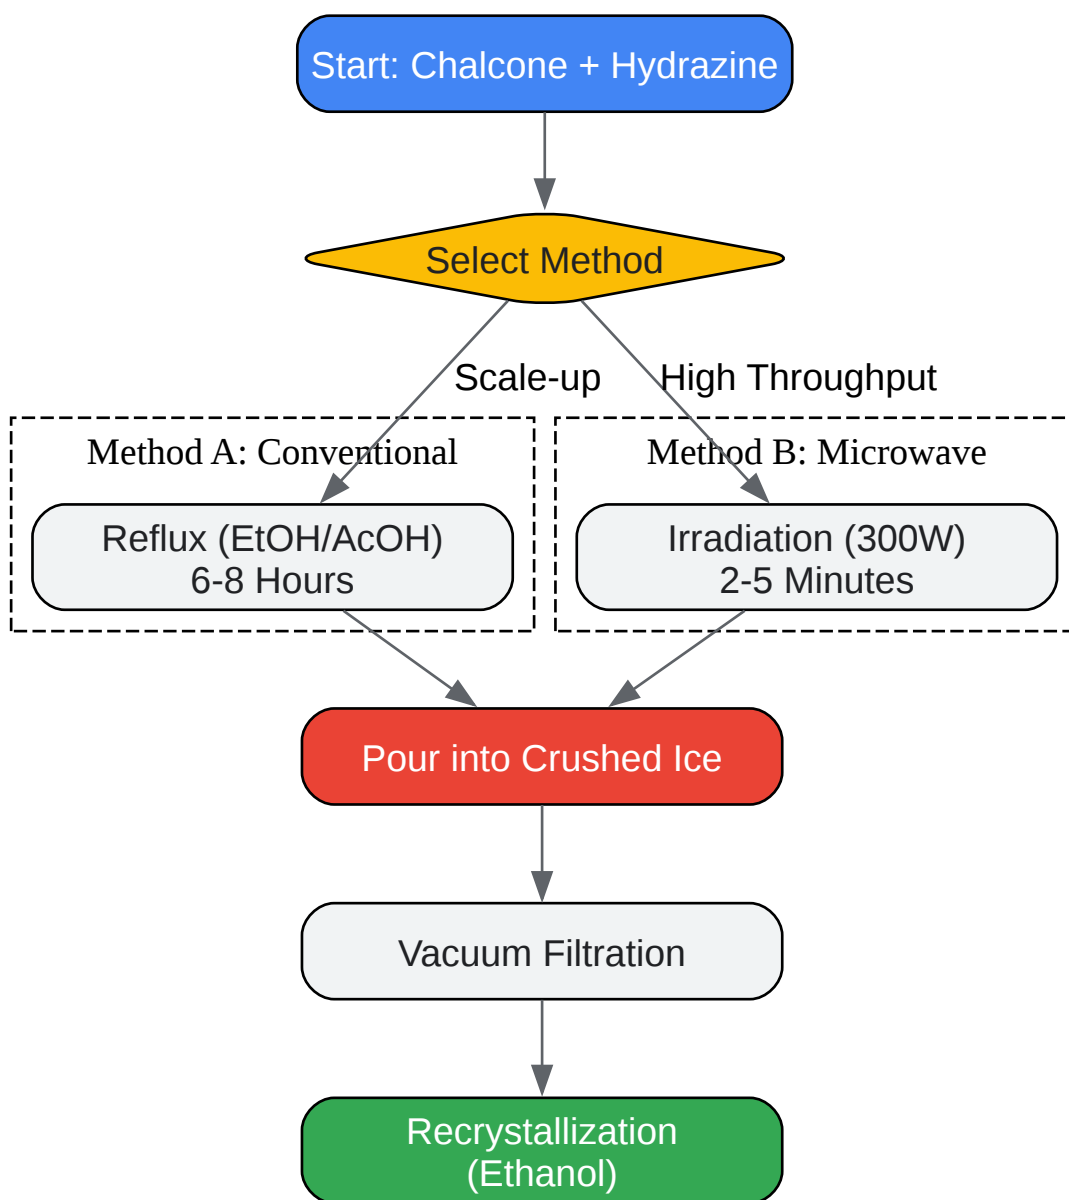 Start: Chalcone + Hydrazine
Select Method
Scale-up
High Throughput
Method A: Conventional
Method B: Microwave
Reflux (EtOH/AcOH)
6-8 Hours
Irradiation (300W)
2-5 Minutes
Pour into Crushed Ice
Vacuum Filtration
Recrystallization
(Ethanol)